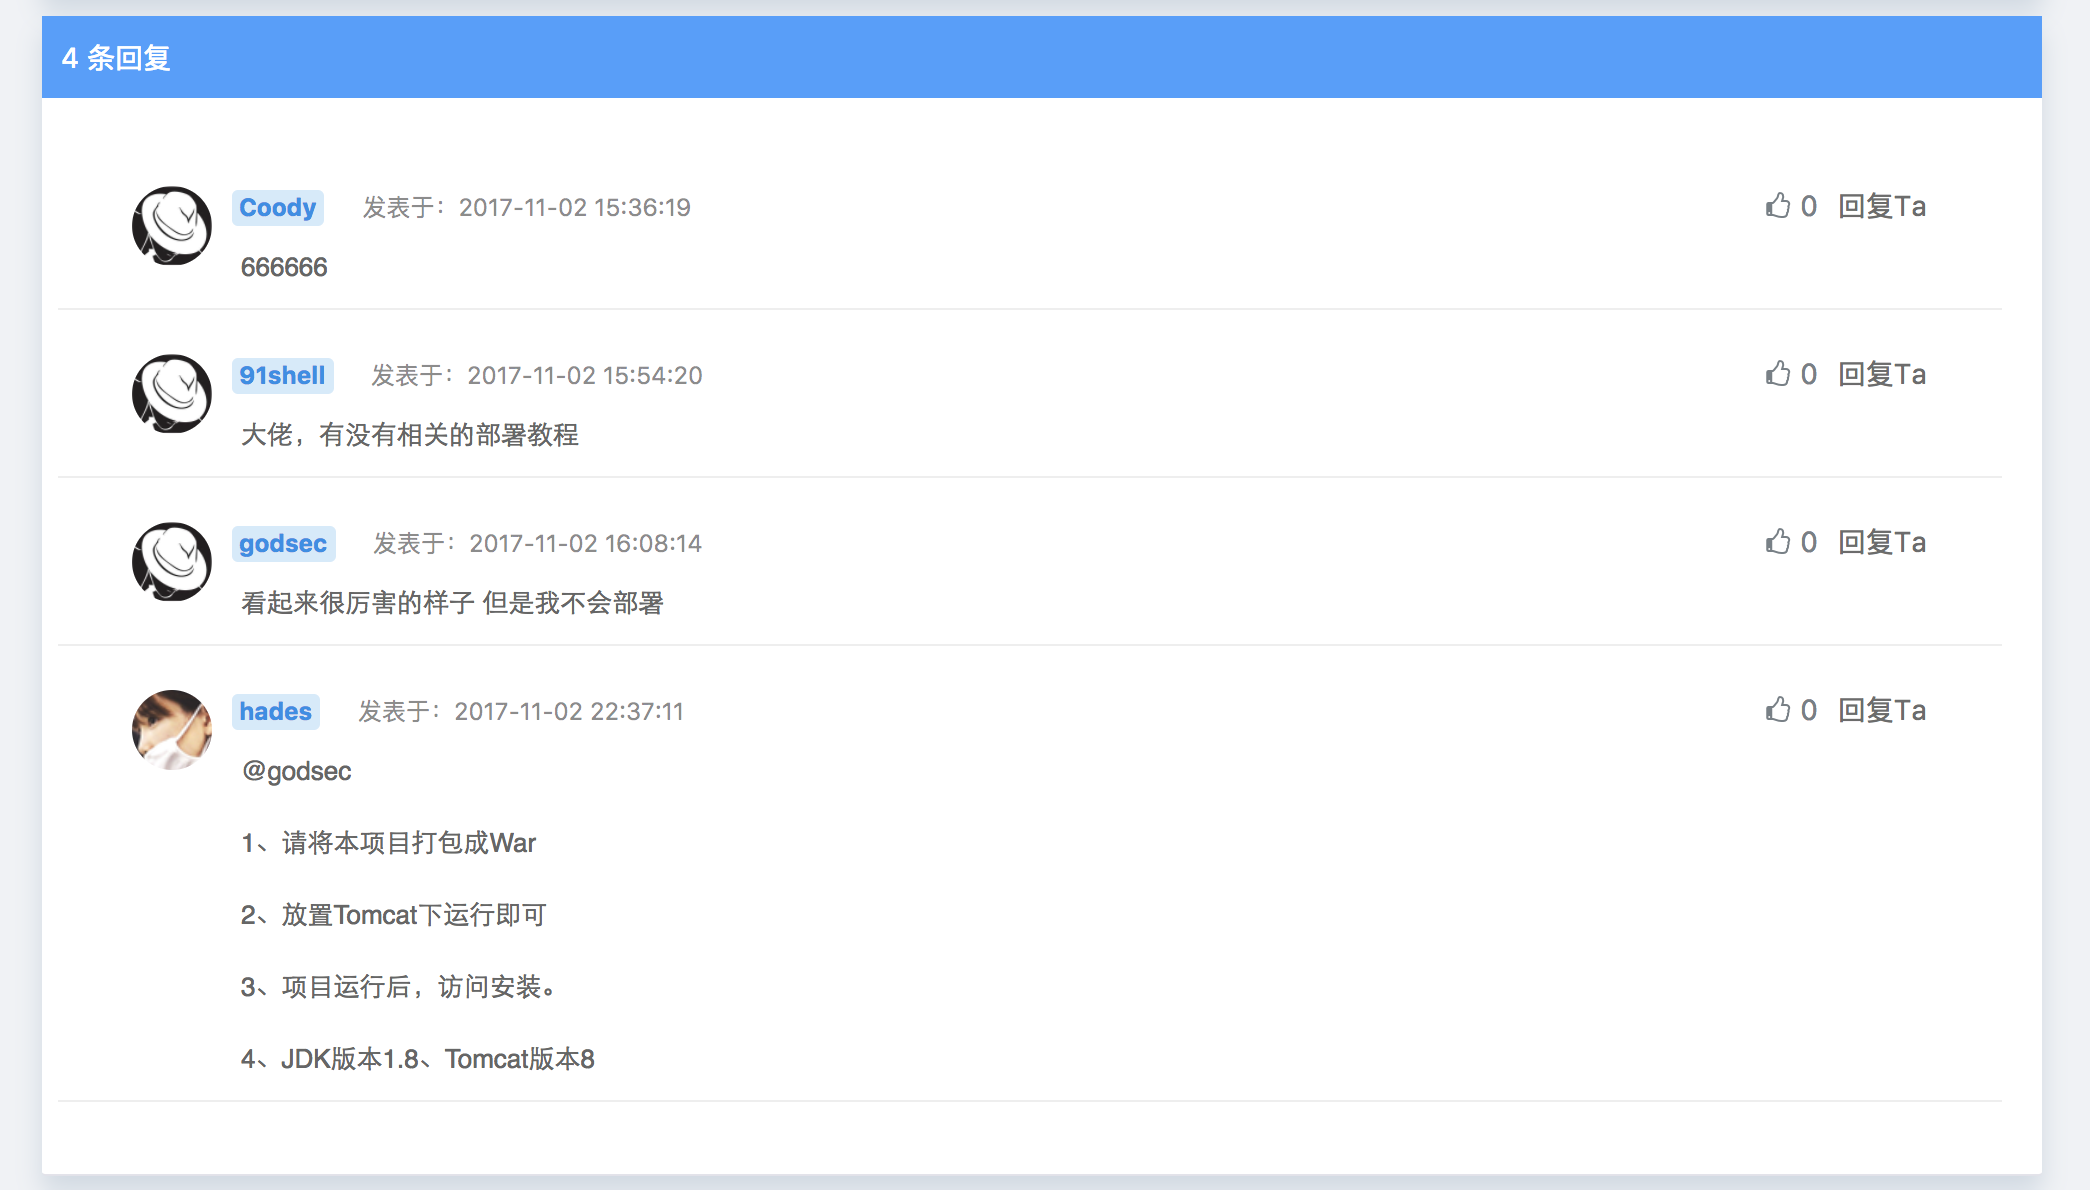 4 条回复
Coody 发表于：2017-11-02 15:36:19 0 回复Ta
666666
91shell 发表于：2017-11-02 15:54:20 0 回复Ta
大佬，有没有相关的部署教程
godsec 发表于：2017-11-02 16:08:14 0 回复Ta
看起来很厉害的样子 但是我不会部署
hades 发表于：2017-11-02 22:37:11 0 回复Ta
@godsec
1、请将本项目打包成War
2、放置Tomcat下运行即可
3、项目运行后，访问安装。
4、JDK版本1.8、Tomcat版本8